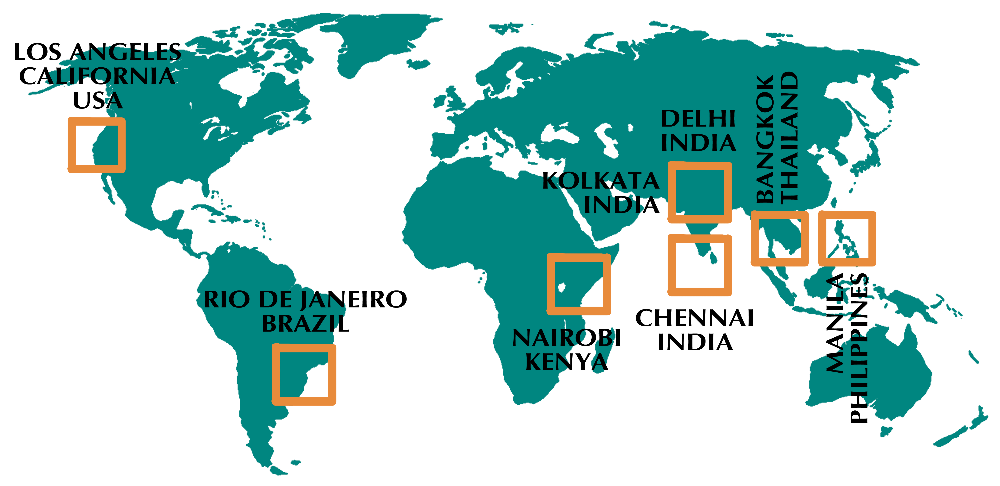 LOS ANGELES
CALIFORNIA
USA
DELHI
INDIA
BANGKOK
THAILAND
KOLKATA
INDIA
RIO DE JANEIRO
BRAZIL
NAIROBI
KENYA
CHENNAI
INDIA
MANILA
PHILIPPINES